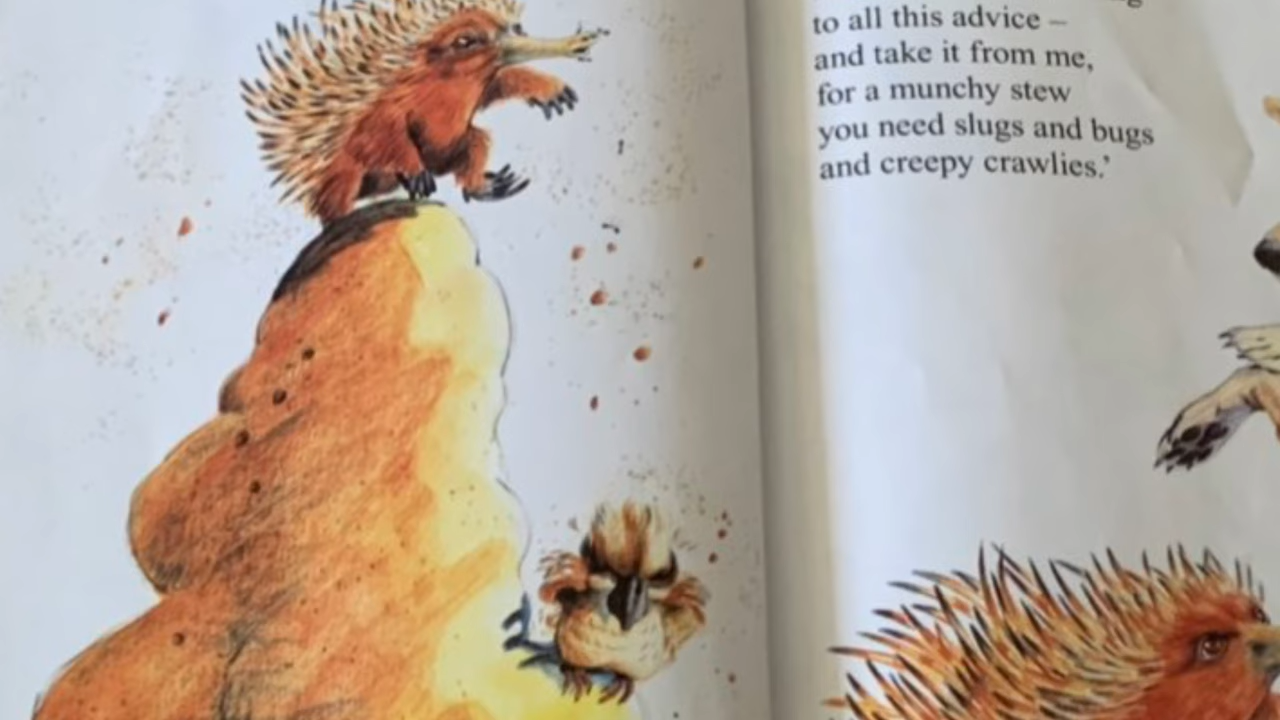 to all this advice –
and take it from me,
for a munchy stew
you need slugs and bugs
and creepy crawlies.’